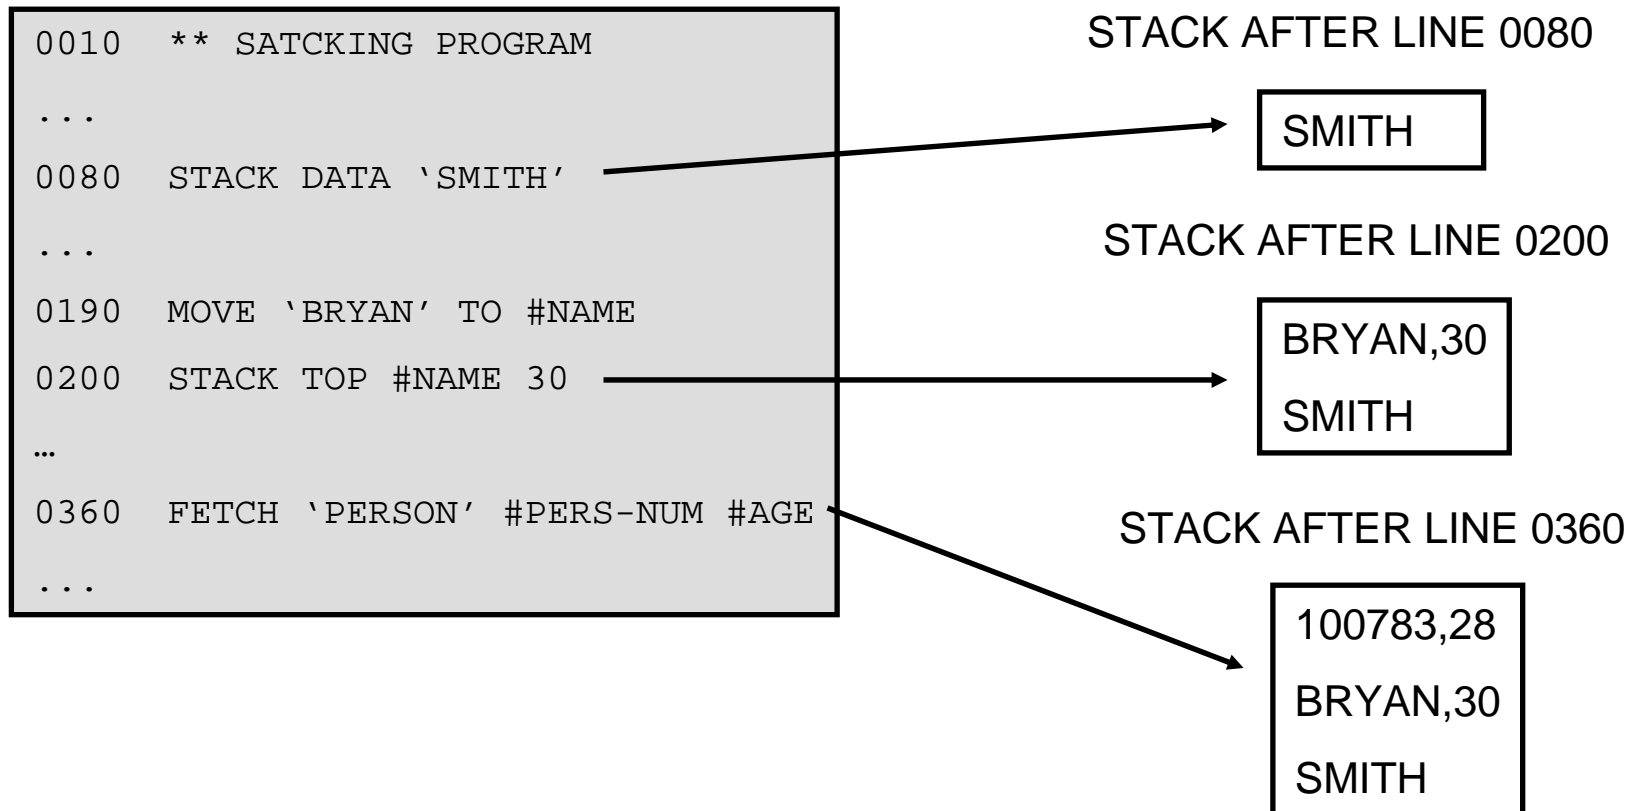 0010  ** SATCKING PROGRAM
...
0080  STACK DATA ‘SMITH’
...
0190  MOVE ‘BRYAN’ TO #NAME
0200  STACK TOP #NAME 30
…
0360  FETCH ‘PERSON’ #PERS-NUM #AGE
...
STACK AFTER LINE 0080
SMITH
STACK AFTER LINE 0200
BRYAN,30
SMITH
STACK AFTER LINE 0360
100783,28
BRYAN,30
SMITH